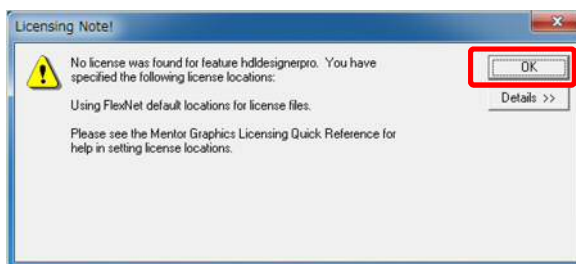 Licensing Note!
No license was found for feature hdldesignerpro. You have
specified the following license locations:
Using FlexNet default locations for license files.
Please see the Mentor Graphics Licensing Quick Reference for
help in setting license locations.
OK
Details >>